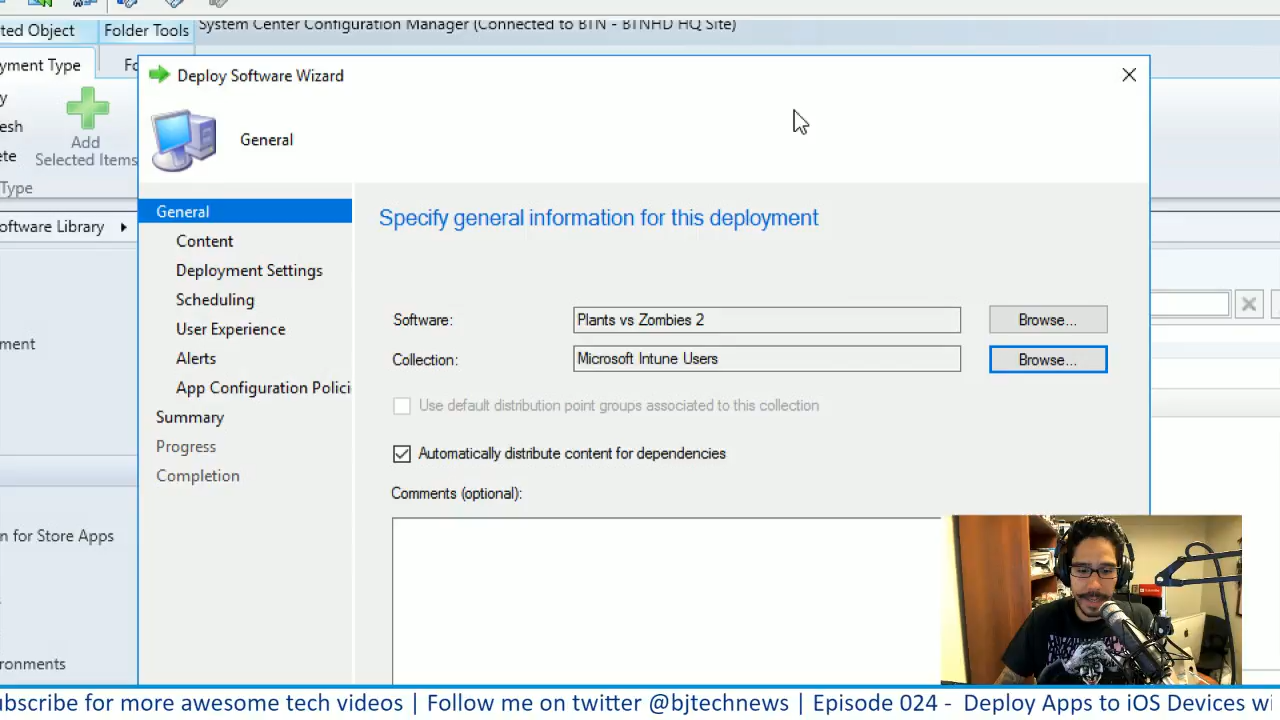 ted Object
Folder Tools
System Center Configuration Manager (Connected to BTN - BTNHD HQ Site)
yment Type
Fo
Deploy Software Wizard
y
esh
ete
Add
Selected Items
Type
General
oftware Library
General
Content
Deployment Settings
Scheduling
User Experience
Alerts
App Configuration Polici
Summary
Progress
Completion
Specify general information for this deployment
Software:
Plants vs Zombies 2
Browse...
Collection:
Microsoft Intune Users
Browse...
Use default distribution point groups associated to this collection
Automatically distribute content for dependencies
Comments (optional):
ment
n for Store Apps
ironments
ubscribe for more awesome tech videos | Follow me on twitter @bjtechnews | Episode 024 - Deploy Apps to iOS Devices wi